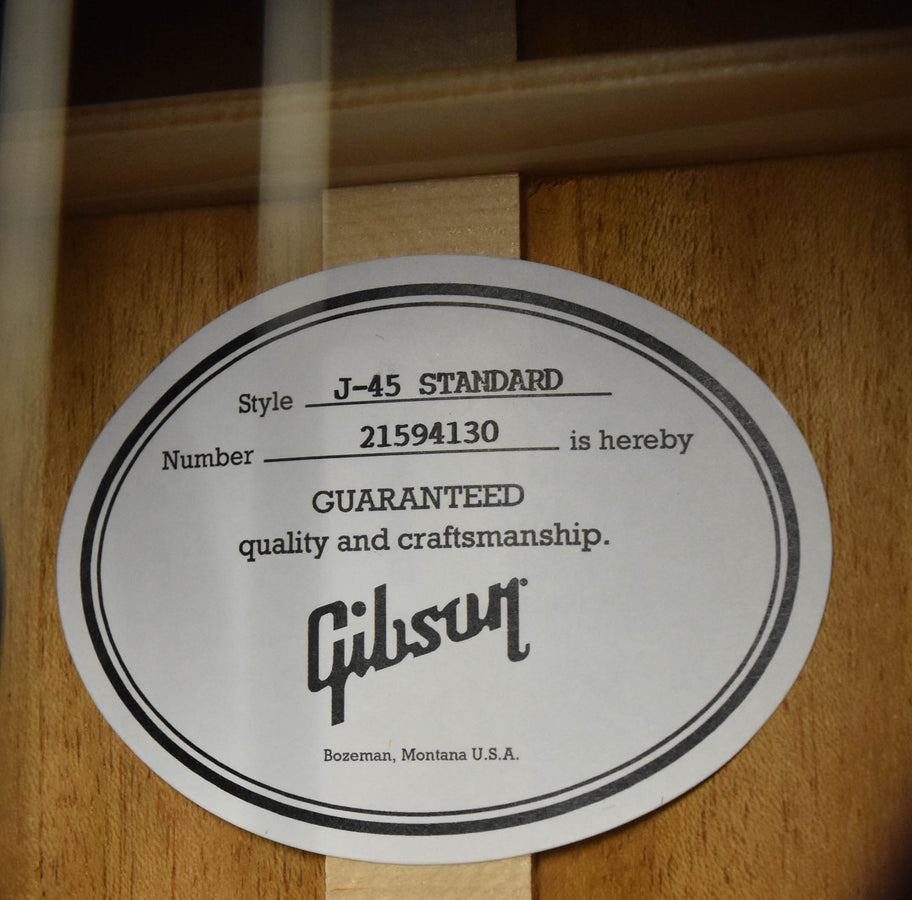 Style J-45 STANDARD
Number 21594130 is hereby
GUARANTEED
quality and craftsmanship.
Gibson
Bozeman, Montana U.S.A.